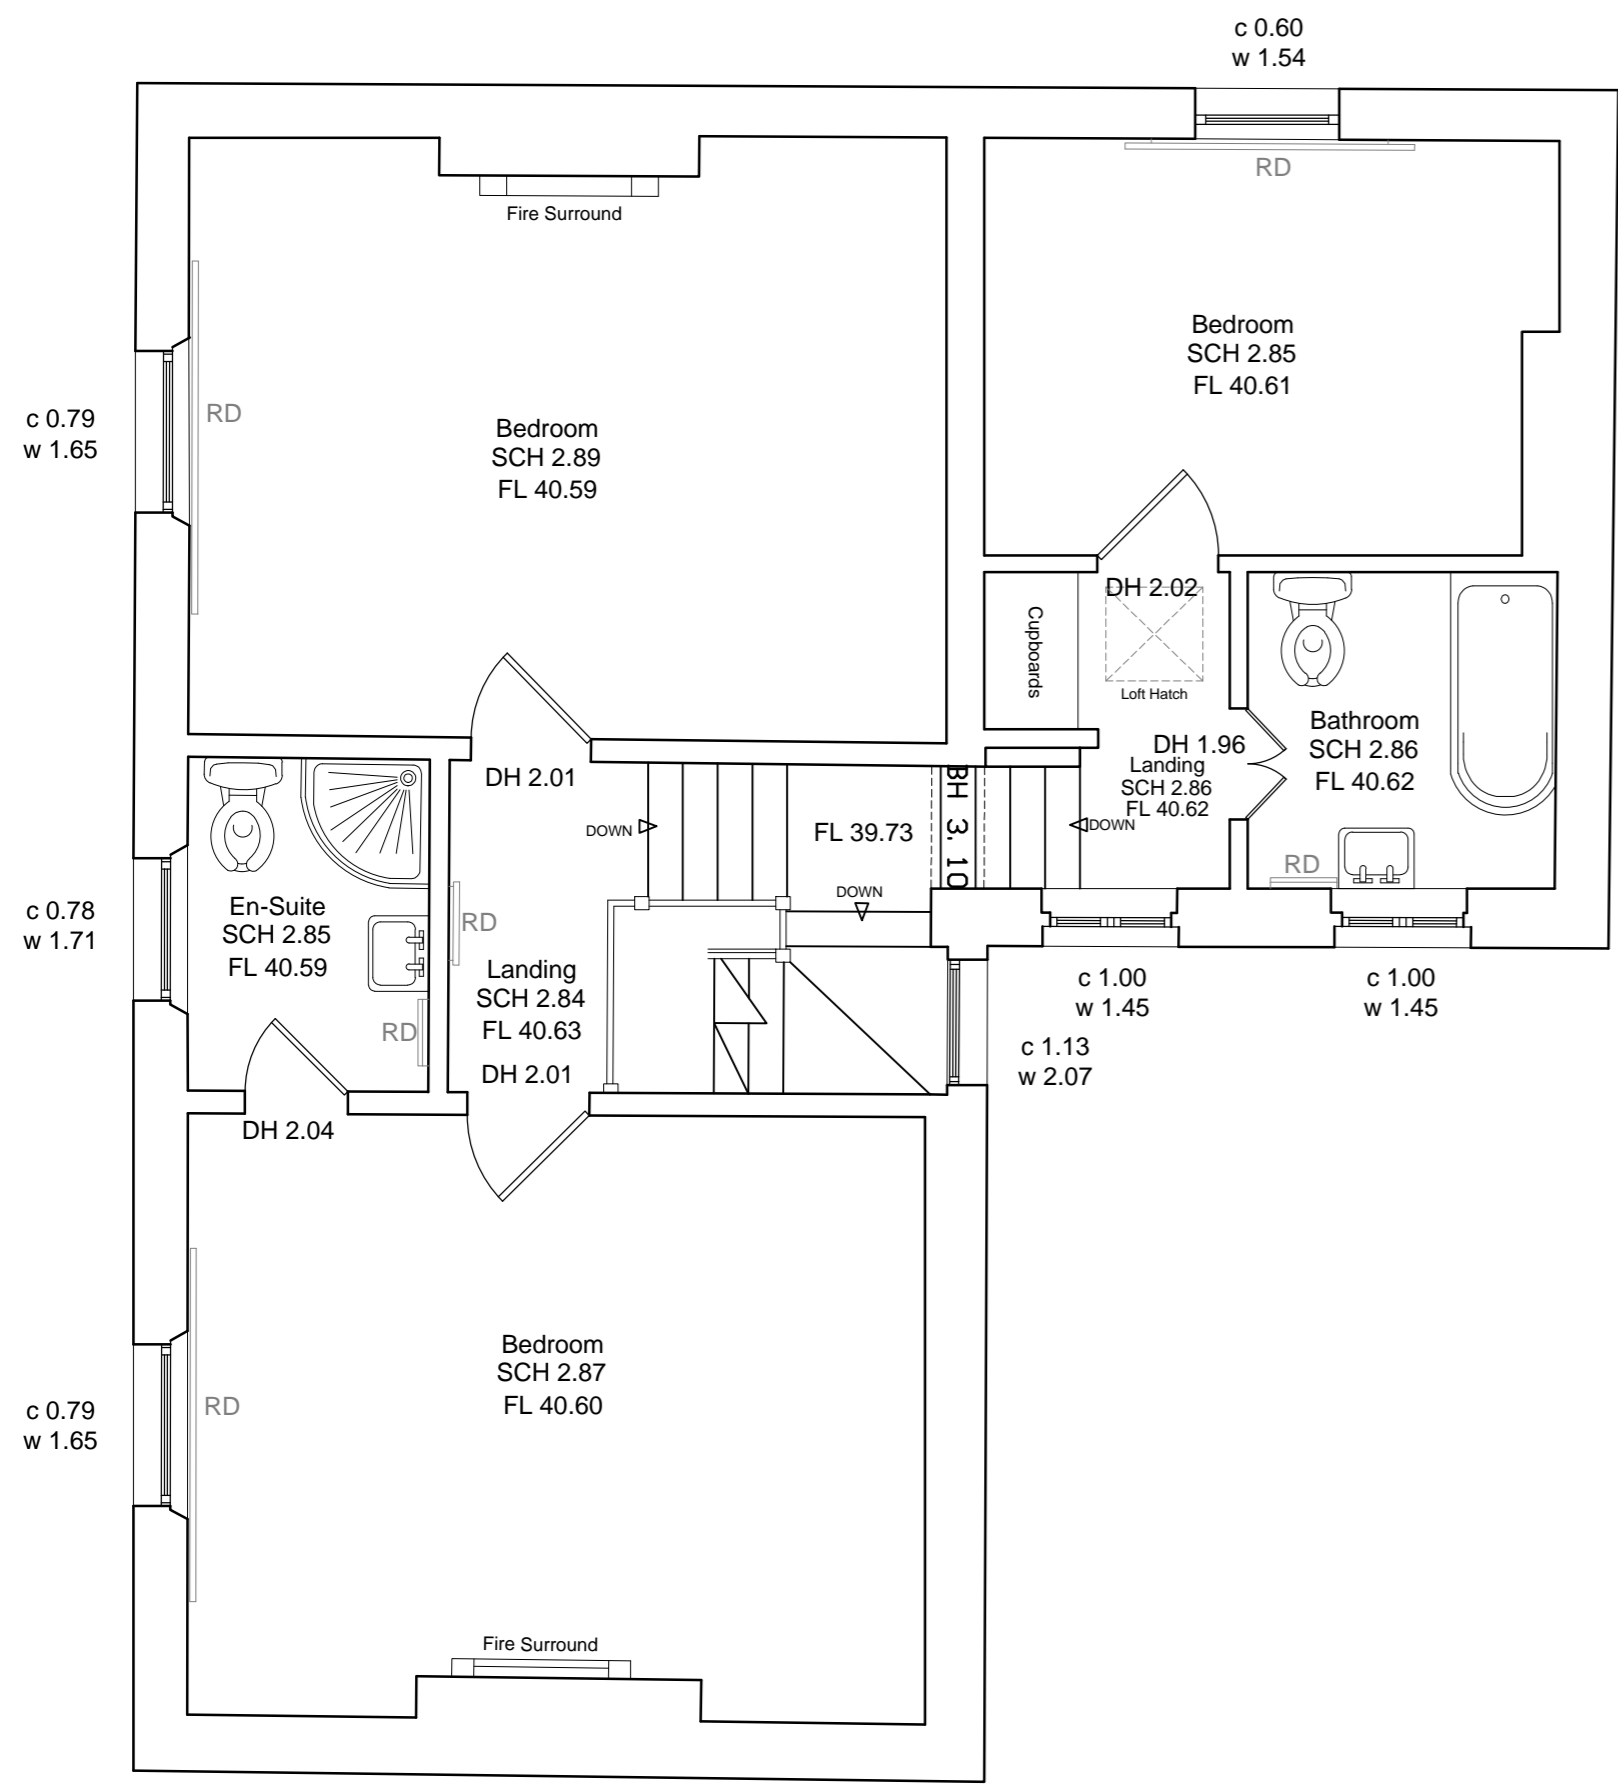 c 0.60
w 1.54
RD
Fire Surround
Bedroom
SCH 2.85
FL 40.61
c 0.79
w 1.65
RD
Bedroom
SCH 2.89
FL 40.59
DH 2.02
Cupboards
Loft Hatch
Bathroom
SCH 2.86
FL 40.62
DH 1.96
Landing
SCH 2.86
FL 40.62
DH 2.01
DOWN
FL 39.73
BH 3.10
DOWN
DOWN
RD
c 0.78
w 1.71
En-Suite
SCH 2.85
FL 40.59
RD
Landing
SCH 2.84
FL 40.63
DH 2.01
RD
c 1.00
w 1.45
c 1.00
w 1.45
c 1.13
w 2.07
DH 2.04
Bedroom
SCH 2.87
FL 40.60
c 0.79
w 1.65
RD
Fire Surround